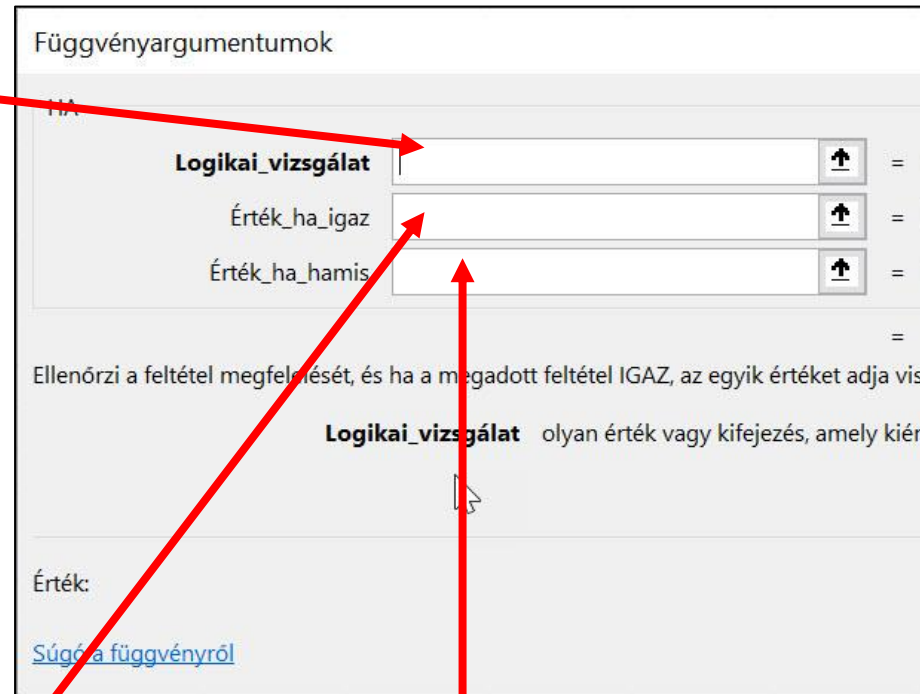 Függvényargumentumok
HA
Logikai_vizsgálat =
Érték_ha_igaz =
Érték_ha_hamis =
=
Ellenőrzi a feltétel megfelelését, és ha a megadott feltétel IGAZ, az egyik értéket adja vis
Logikai_vizsgálat olyan érték vagy kifejezés, amely kiér
Érték:
Súgó a függvényről